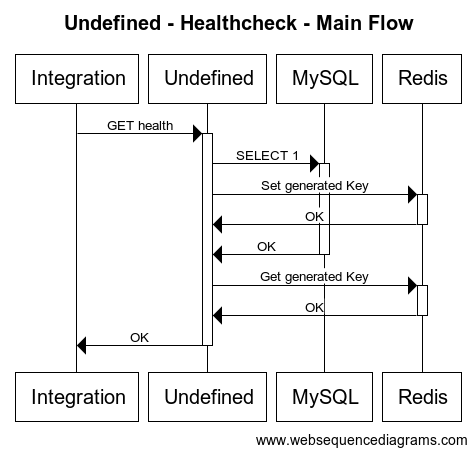 Undefined - Healthcheck - Main Flow
Integration Undefined MySQL Redis
GET health
SELECT 1
Set generated Key
OK
OK
Get generated Key
OK
OK
Integration Undefined MySQL Redis
www.websequencediagrams.com